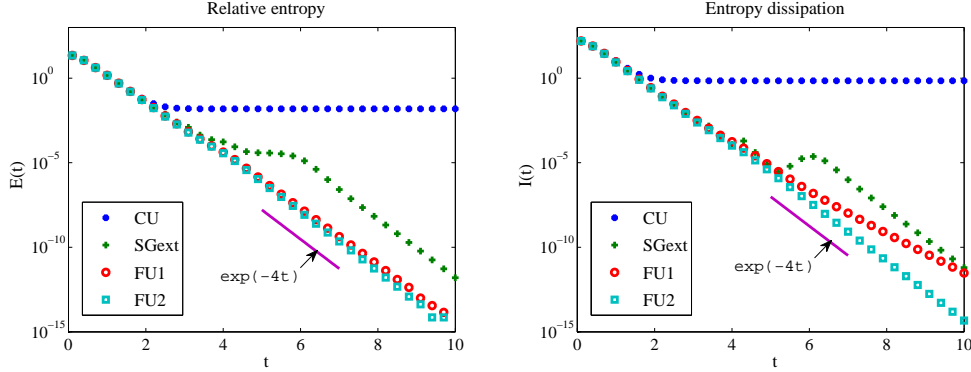 Relative entropy
10^0
10^-5
10^-10
10^-15
E(t)
CU
SGext
FU1
FU2
exp(-4t)
0 2 4 6 8 10
t
Entropy dissipation
10^0
10^-5
10^-10
10^-15
I(t)
CU
SGext
FU1
FU2
exp(-4t)
0 2 4 6 8 10
t